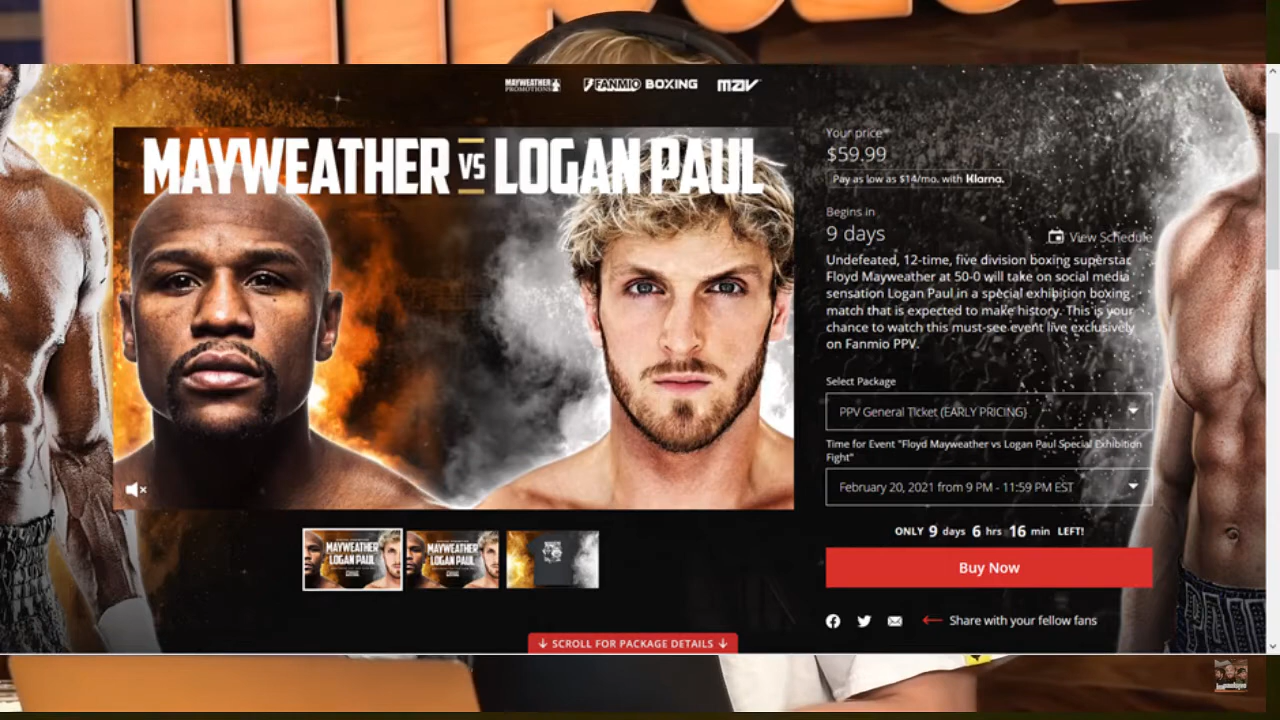 MAYWEATHER
PROMOTIONS
FANMIO BOXING
MAV
MAYWEATHER VS LOGAN PAUL
Your price*
$59.99
Pay as low as $14/mo. with Klarna.
Begins in
9 days
View Schedule
Undefeated, 12-time, five division boxing superstar
Floyd Mayweather at 50-0 will take on social media
sensation Logan Paul in a special exhibition boxing
match that is expected to make history. This is your
chance to watch this must-see event live exclusively
on Fanmio PPV.
Select Package
PPV General Ticket (EARLY PRICING)
Time for Event "Floyd Mayweather vs Logan Paul Special Exhibition
Fight"
February 20, 2021 from 9 PM - 11:59 PM EST
ONLY 9 days 6 hrs 16 min LEFT!
Buy Now
Share with your fellow fans
MAYWEATHER
LOGAN PAUL
MAYWEATHER
LOGAN PAUL
SCROLL FOR PACKAGE DETAILS